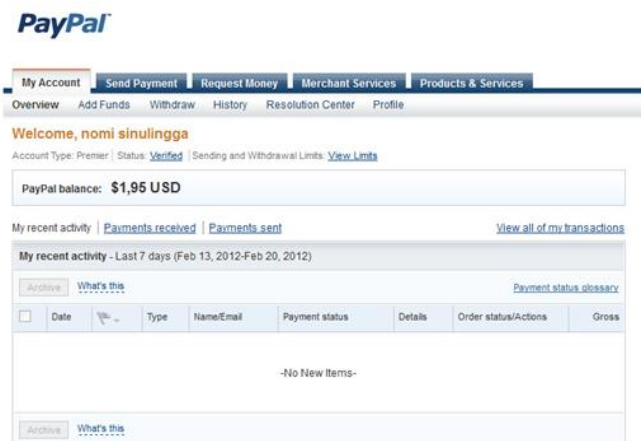 PayPal
My Account Send Payment Request Money Merchant Services Products & Services
Overview Add Funds Withdraw History Resolution Center Profile
Welcome, nomi sinulingga
Account Type: Premier | Status: Verified | Sending and Withdrawal Limits: View Limits
PayPal balance: $1,95 USD
My recent activity | Payments received | Payments sent View all of my transactions
My recent activity - Last 7 days (Feb 13, 2012-Feb 20, 2012)
Archive What's this Payment status glossary
Date Type Name/Email Payment status Details Order status/Actions Gross
-No New Items-
Archive What's this